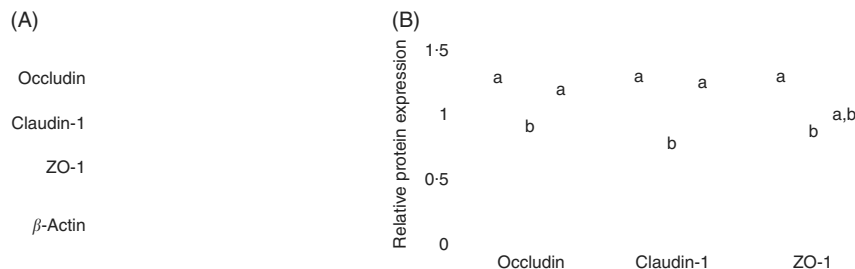 (A)
Occludin
Claudin-1
ZO-1
β-Actin
(B)
Relative protein expression
1·5
1
0·5
0
a
b
a
a
b
a
a
b
a,b
Occludin
Claudin-1
ZO-1